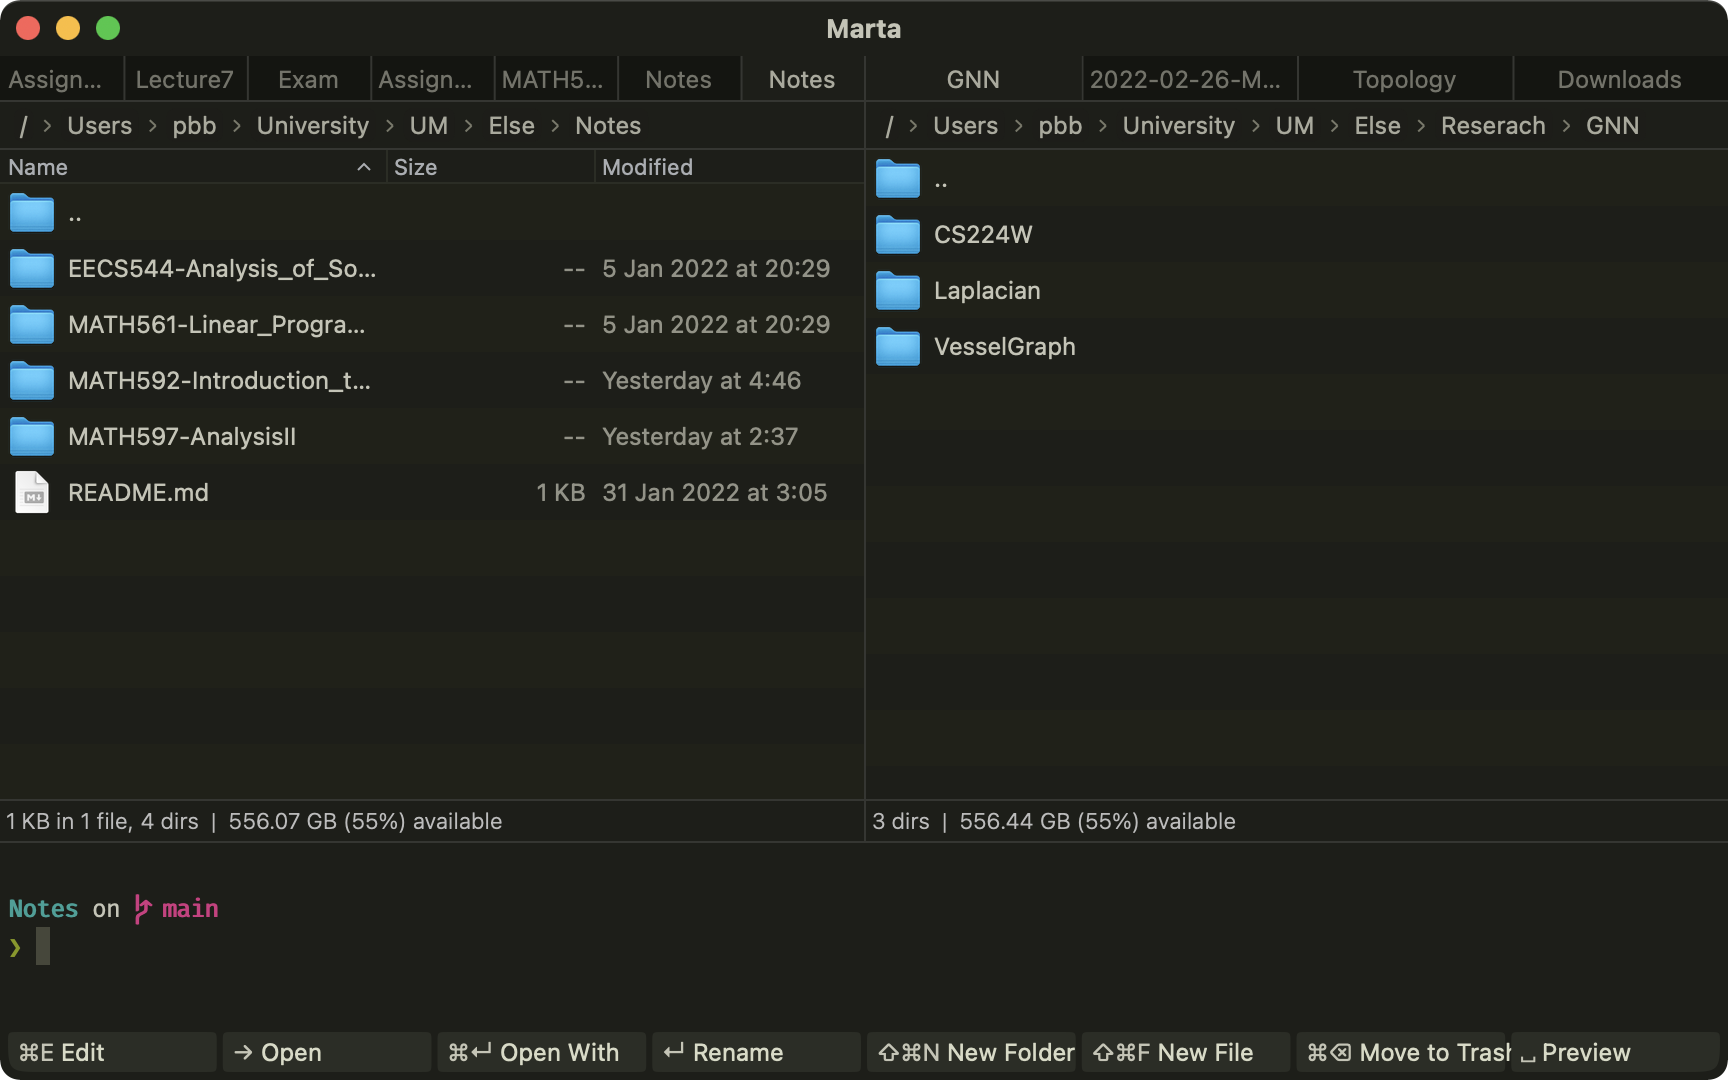 Marta
Assign... Lecture7 Exam Assign... MATH5... Notes Notes GNN 2022-02-26-M... Topology Downloads
/ › Users › pbb › University › UM › Else › Notes
/ › Users › pbb › University › UM › Else › Reserach › GNN
Name Size Modified
..
EECS544-Analysis_of_So... -- 5 Jan 2022 at 20:29
MATH561-Linear_Progra... -- 5 Jan 2022 at 20:29
MATH592-Introduction_t... -- Yesterday at 4:46
MATH597-AnalysisII -- Yesterday at 2:37
README.md 1 KB 31 Jan 2022 at 3:05
..
CS224W
Laplacian
VesselGraph
1 KB in 1 file, 4 dirs | 556.07 GB (55%) available
3 dirs | 556.44 GB (55%) available
Notes on main
❯
⌘E Edit → Open ⌘↵ Open With ↵ Rename ⇧⌘N New Folder ⇧⌘F New File ⌘⌫ Move to Trash ⎵ Preview